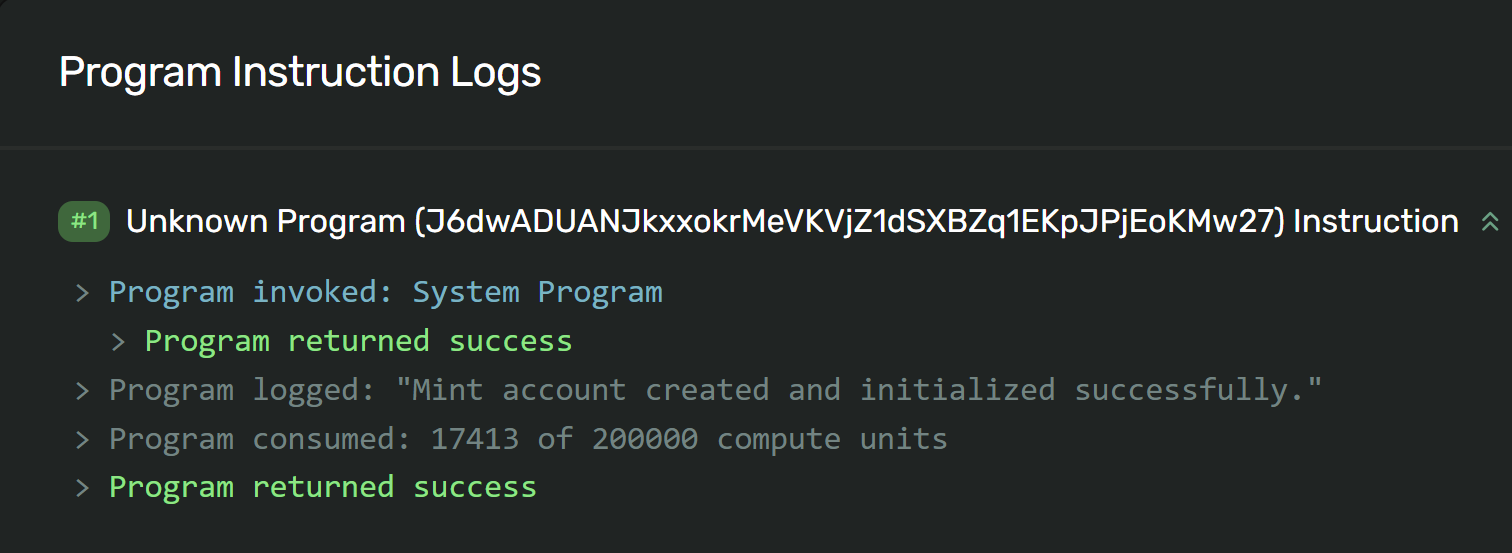 Program Instruction Logs
#1 Unknown Program (J6dwADUANJkxxokrMeVKVjZ1dSXBZq1EKpJPjEoKMw27) Instruction
> Program invoked: System Program
> Program returned success
> Program logged: "Mint account created and initialized successfully."
> Program consumed: 17413 of 200000 compute units
> Program returned success